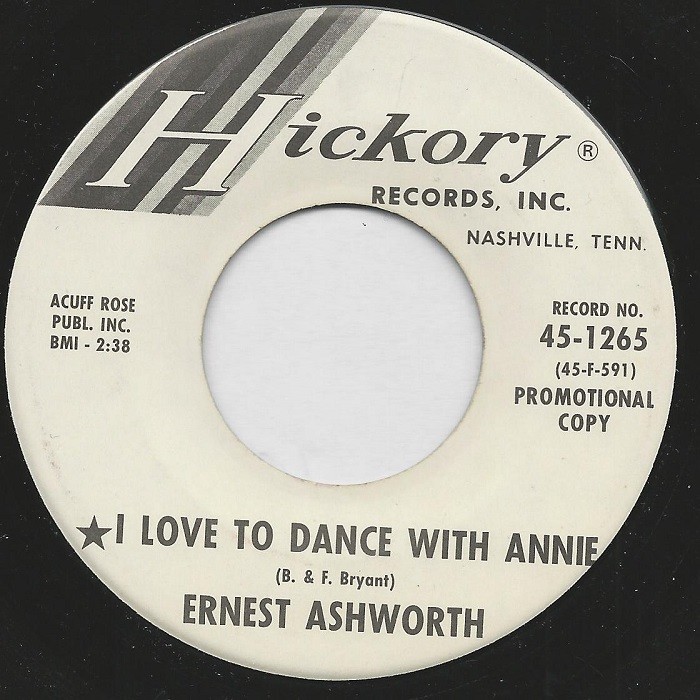 Hickory ®
RECORDS, INC.
NASHVILLE, TENN.
ACUFF ROSE
PUBL. INC.
BMI - 2:38
RECORD NO.
45-1265
(45-F-591)
PROMOTIONAL
COPY
★I LOVE TO DANCE WITH ANNIE
(B. & F. Bryant)
ERNEST ASHWORTH